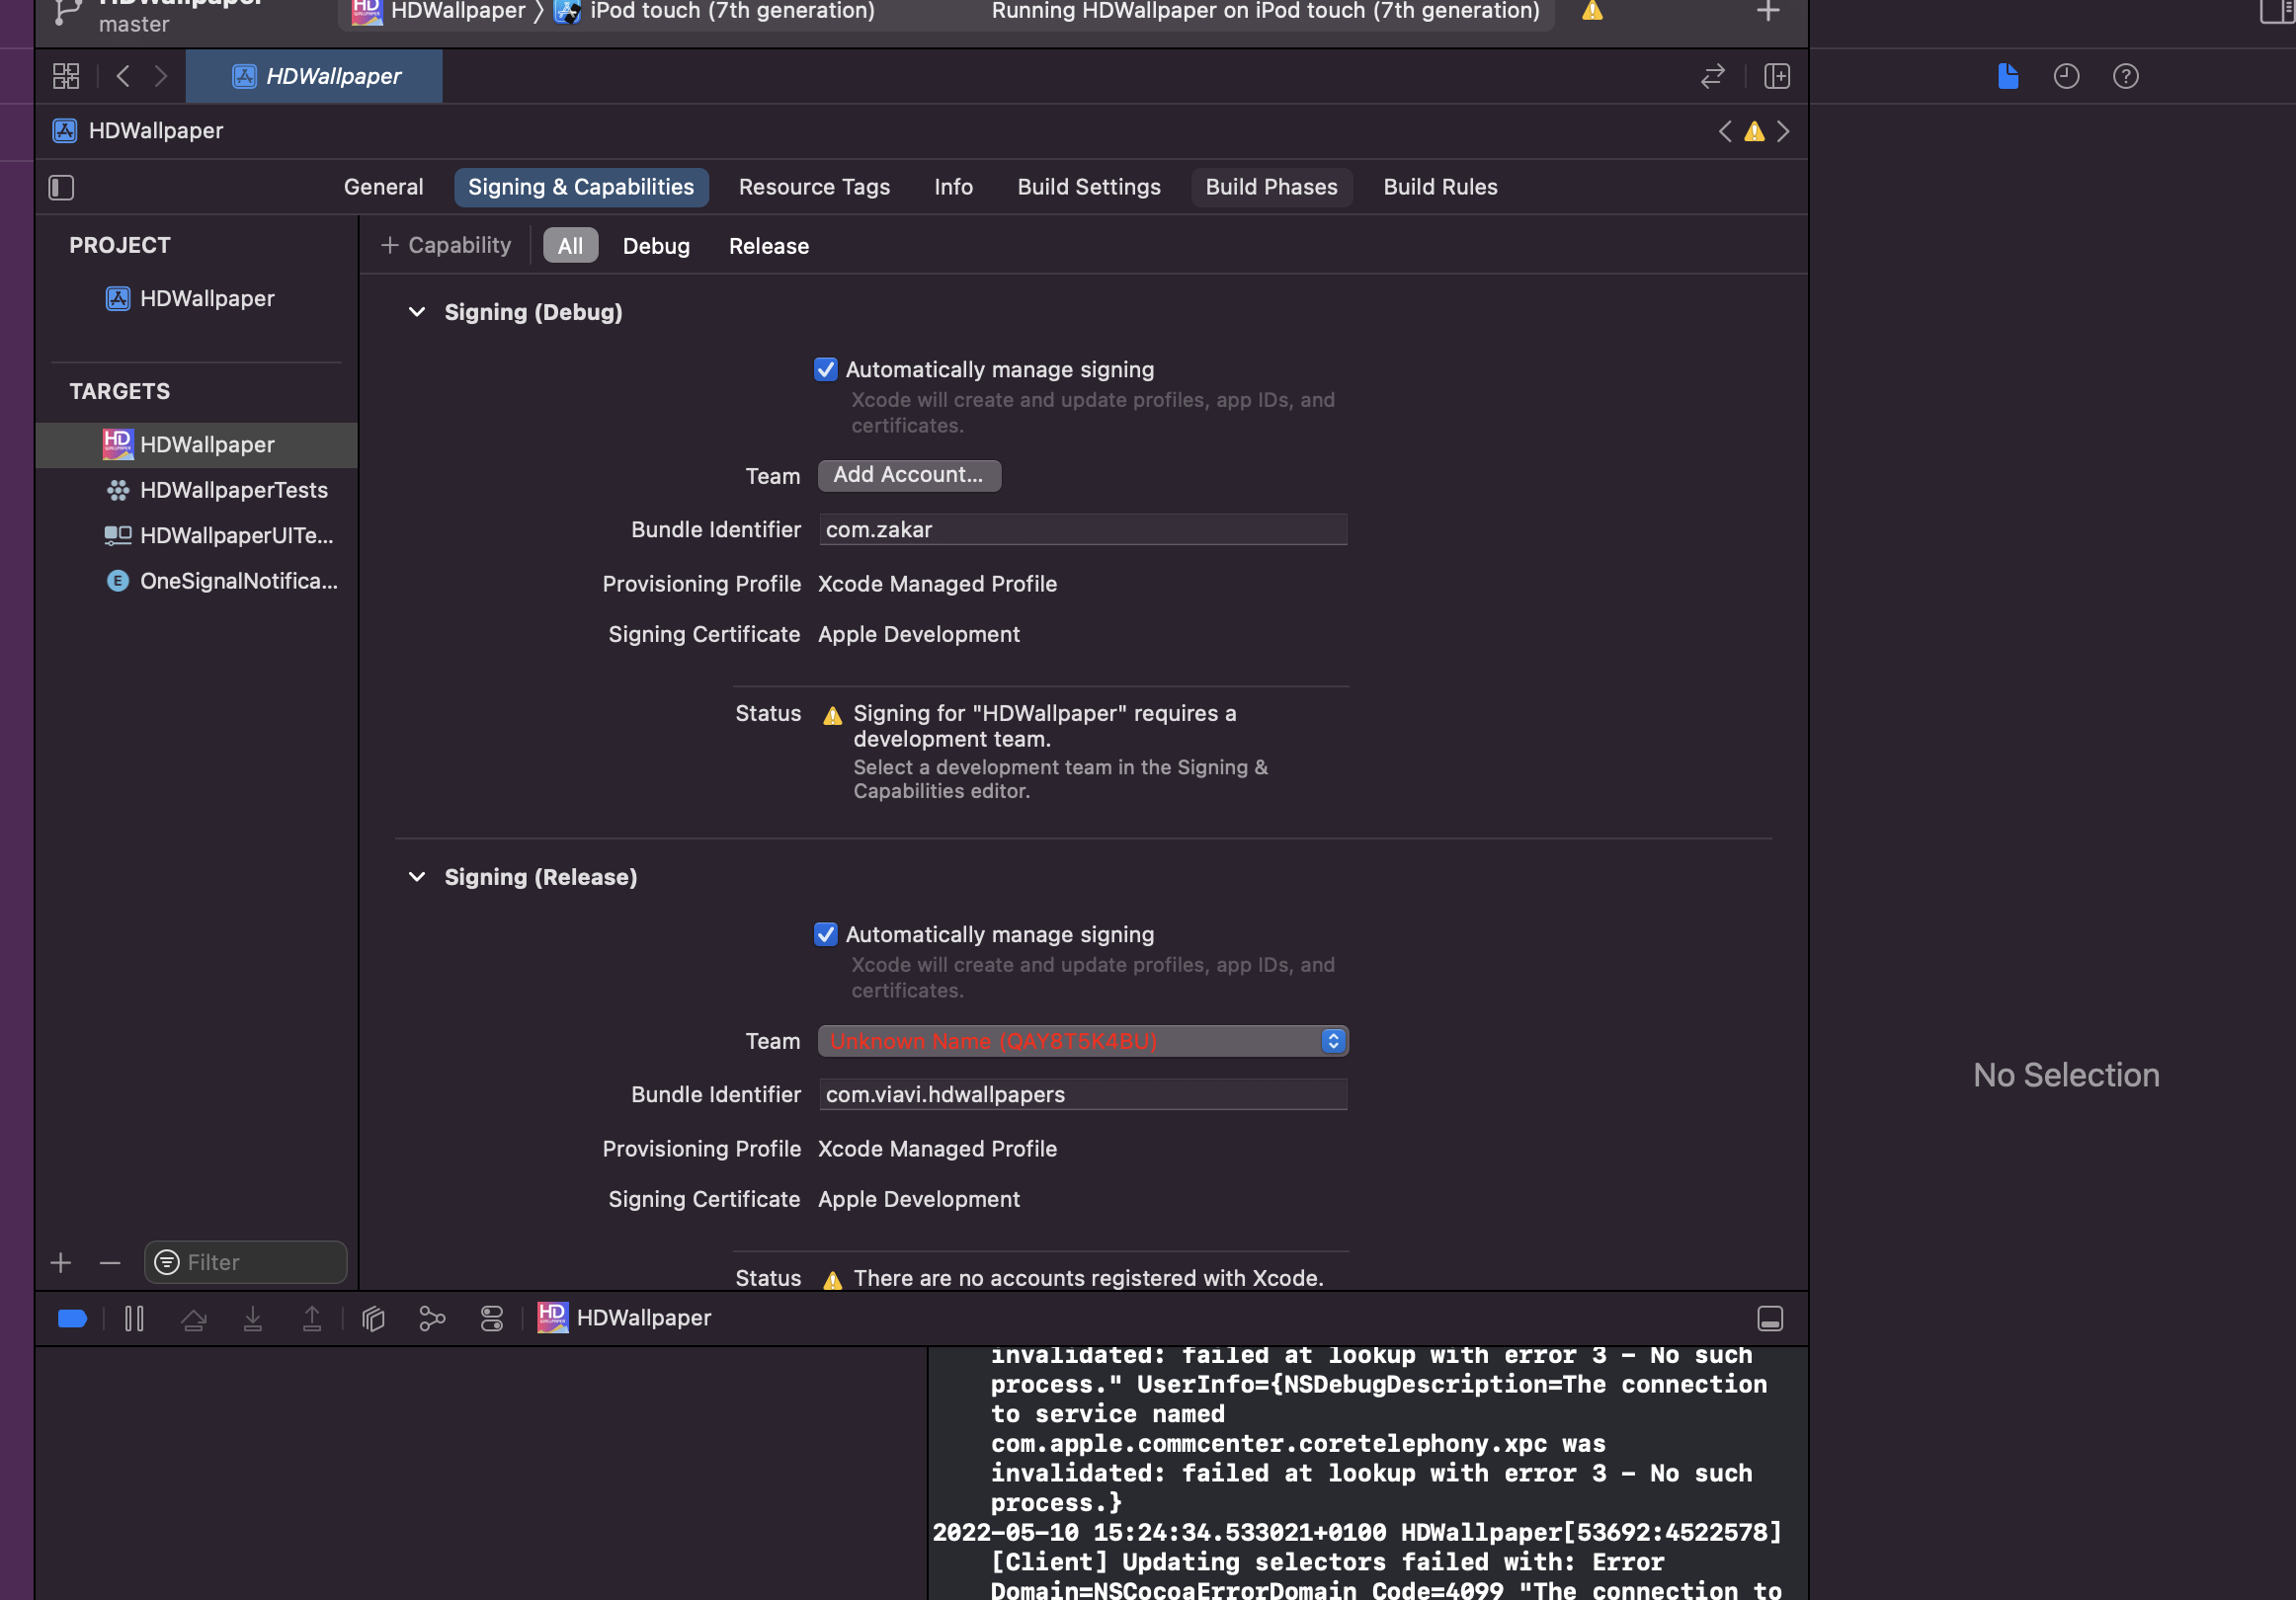 HDWallpaper
master
HDWallpaper
iPod touch (7th generation)
Running HDWallpaper on iPod touch (7th generation)
HDWallpaper
HDWallpaper
General
Signing & Capabilities
Resource Tags
Info
Build Settings
Build Phases
Build Rules
PROJECT
HDWallpaper
TARGETS
HDWallpaper
HDWallpaperTests
HDWallpaperUITe...
OneSignalNotifica...
Filter
+ Capability
All
Debug
Release
Signing (Debug)
Automatically manage signing
Xcode will create and update profiles, app IDs, and
certificates.
Team
Add Account...
Bundle Identifier
com.zakar
Provisioning Profile
Xcode Managed Profile
Signing Certificate
Apple Development
Status
Signing for "HDWallpaper" requires a
development team.
Select a development team in the Signing &
Capabilities editor.
Signing (Release)
Automatically manage signing
Xcode will create and update profiles, app IDs, and
certificates.
Team
Unknown Name (QAY8T5K4BU)
Bundle Identifier
com.viavi.hdwallpapers
Provisioning Profile
Xcode Managed Profile
Signing Certificate
Apple Development
Status
There are no accounts registered with Xcode.
No Selection
HDWallpaper
invalidated: failed at lookup with error 3 - No such
process." UserInfo={NSDebugDescription=The connection
to service named
com.apple.commcenter.coretelephony.xpc was
invalidated: failed at lookup with error 3 - No such
process.}
2022-05-10 15:24:34.533021+0100 HDWallpaper[53692:4522578]
[Client] Updating selectors failed with: Error
Domain=NSCocoaErrorDomain Code=4099 "The connection to